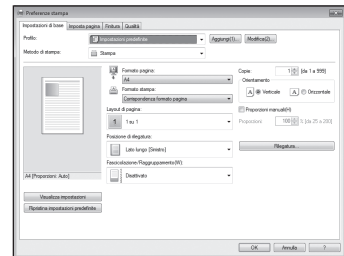 Preferenze stampa
Impostazioni di base Imposta pagina Finitura Qualità
Profilo: Impostazioni predefinite Aggiungi(1)... Modifica(2)...
Metodo di stampa: Stampa
Formato pagina:
A4
Formato stampa:
Corrispondenza formato pagina
Layout di pagina:
1 1 su 1
Posizione di rilegatura:
Lato lungo [Sinistro]
Fascicolazione/Raggruppamento(W):
Disattivato
Copie: 1 [da 1 a 999]
Orientamento
A Verticale A Orizzontale
Proporzioni manuali(H)
Proporzioni: 100 % [da 25 a 200]
Rilegatura...
A4 [Proporzioni: Auto]
Visualizza impostazioni
Ripristina impostazioni predefinite
OK Annulla ?